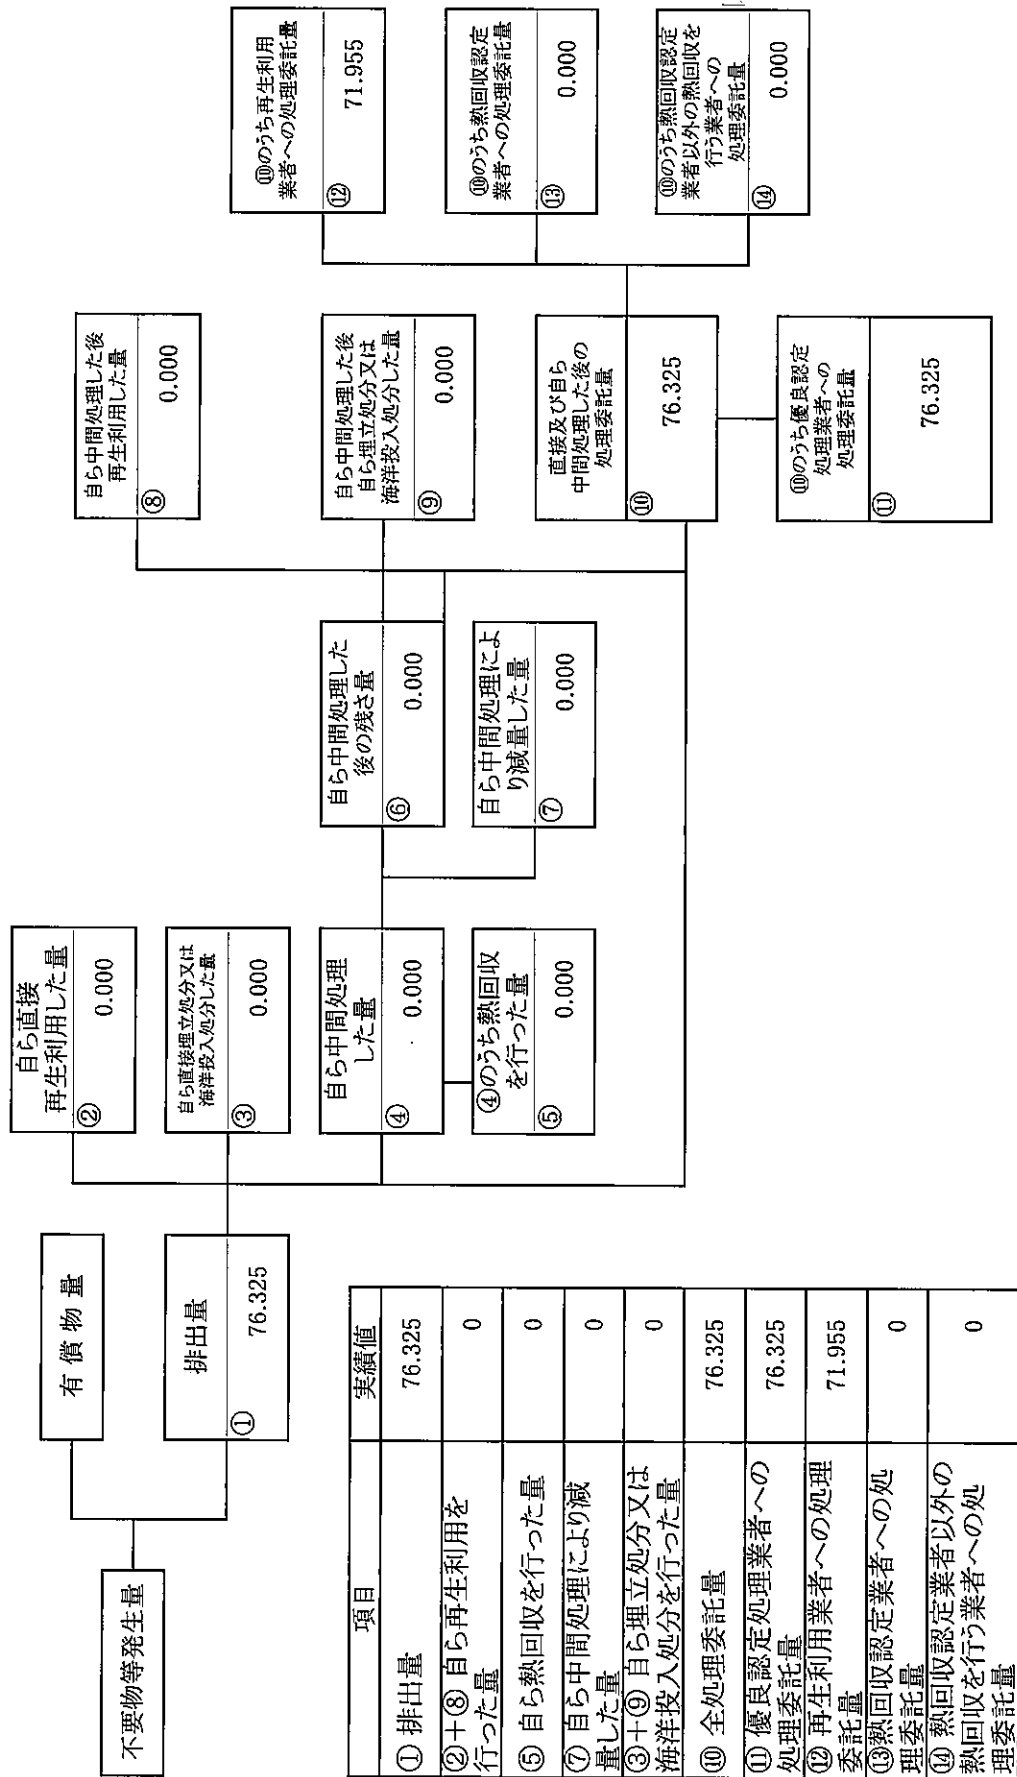 不要物等発生量
有償物量
排出量
①
76.325
自ら直接
再生利用した量
②
0.000
自ら直接埋立処分又は
海洋投入処分した量
③
0.000
自ら中間処理
した量
④
0.000
④のうち熱回収
を行った量
⑤
0.000
自ら中間処理した
後の残さ量
⑥
0.000
自ら中間処理によ
り減量した量
⑦
0.000
自ら中間処理した後
再生利用した量
⑧
0.000
自ら中間処理した後
自ら埋立処分又は
海洋投入処分した量
⑨
0.000
直接及び自ら
中間処理した後の
処理委託量
⑩
76.325
⑩のうち優良認定
処理業者への
処理委託量
⑪
76.325
⑩のうち再生利用
業者への処理委託量
⑫
71.955
⑩のうち熱回収認定
業者への処理委託量
⑬
0.000
⑩のうち熱回収認定
業者以外の熱回収を
行う業者への
処理委託量
⑭
0.000
項目 実績値
①排出量 76.325
②+⑧ 自ら再生利用を
行った量 0
⑤ 自ら熱回収を行った量 0
⑦ 自ら中間処理により減
量した量 0
③+⑨ 自ら埋立処分又は
海洋投入処分を行った量 0
⑩ 全処理委託量 76.325
⑪ 優良認定処理業者への
処理委託量 76.325
⑫ 再生利用業者への処理
委託量 71.955
⑬熱回収認定業者への処
理委託量 0
⑭ 熱回収認定業者以外の
熱回収を行う業者への処
理委託量 0